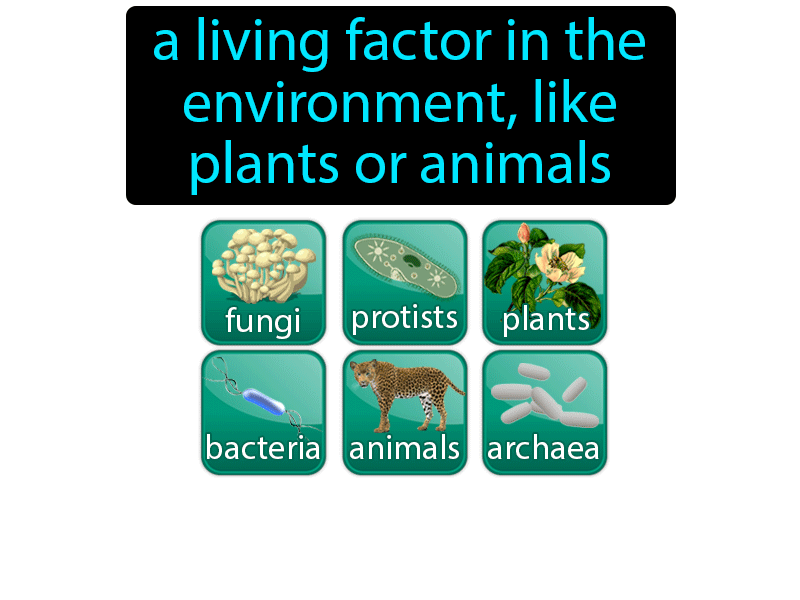 a living factor in the
environment, like
plants or animals
fungi
protists
plants
bacteria
animals
archaea